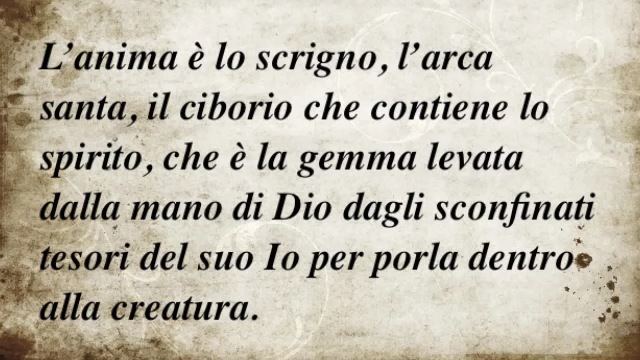 L’anima è lo scrigno, l’arca
santa, il ciborio che contiene lo
spirito, che è la gemma levata
dalla mano di Dio dagli sconfinati
tesori del suo Io per porla dentro
alla creatura.